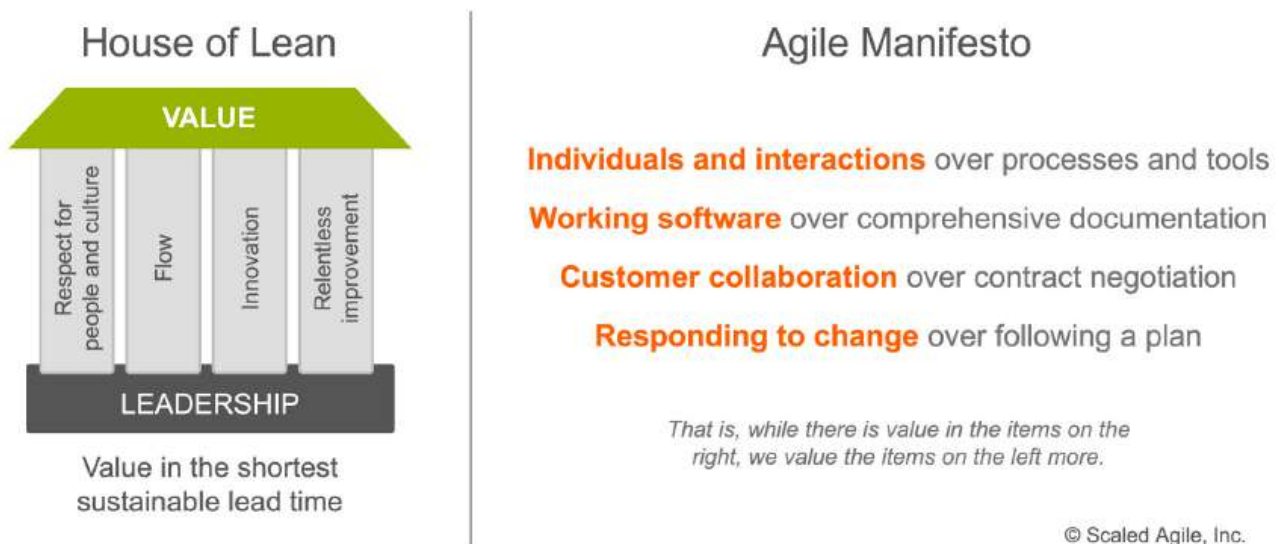 House of Lean
VALUE
Respect for
people and culture
Flow
Innovation
Relentless
improvement
LEADERSHIP
Value in the shortest
sustainable lead time
Agile Manifesto
Individuals and interactions over processes and tools
Working software over comprehensive documentation
Customer collaboration over contract negotiation
Responding to change over following a plan
That is, while there is value in the items on the
right, we value the items on the left more.
© Scaled Agile, Inc.